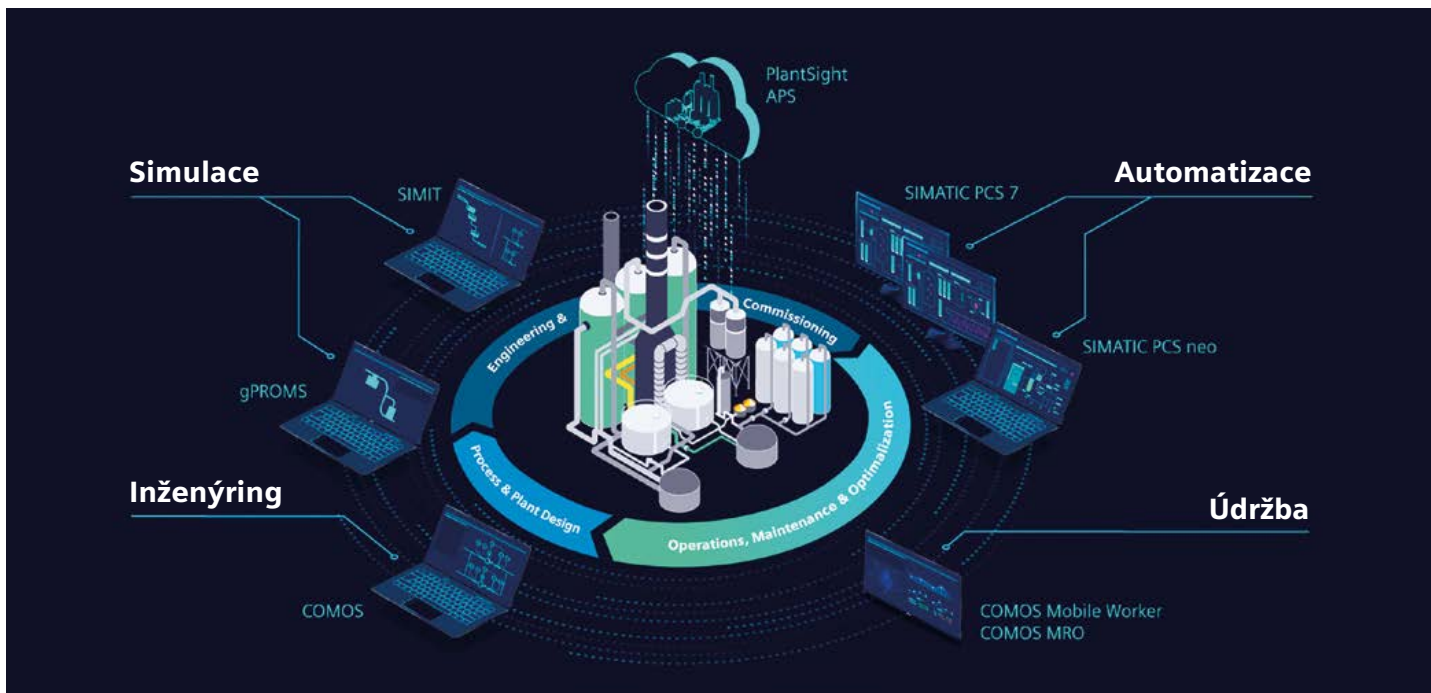 PlantSight
APS
Simulace
Automatizace
SIMIT
SIMATIC PCS 7
Engineering &
Commissioning
SIMATIC PCS neo
gPROMS
Process & Plant Design
Operations, Maintenance & Optimalization
Inženýring
Údržba
COMOS
COMOS Mobile Worker
COMOS MRO